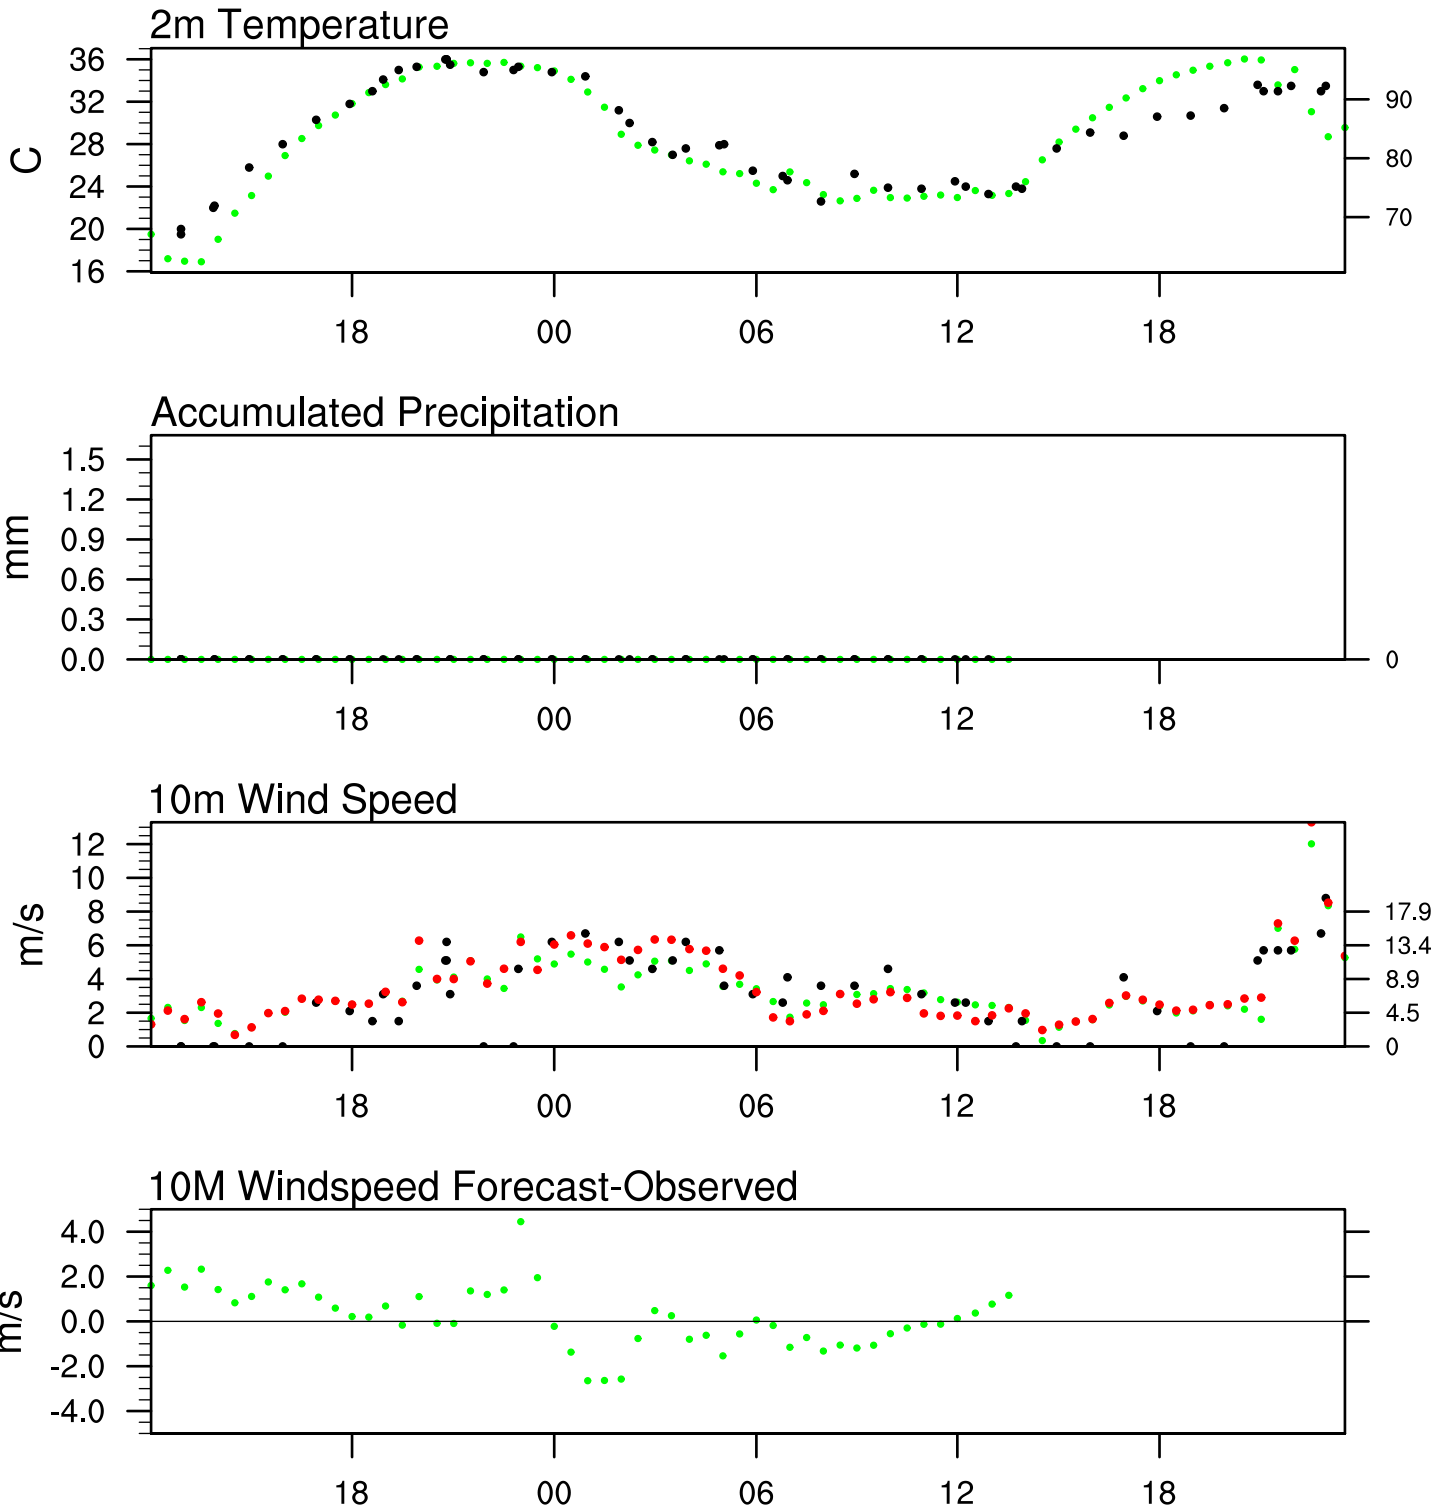 2m Temperature
36
32
28
24
20
16
C
90
80
70
18 00 06 12 18
Accumulated Precipitation
1.5
1.2
0.9
0.6
0.3
0.0
mm
0
18 00 06 12 18
10m Wind Speed
12
10
8
6
4
2
0
m/s
17.9
13.4
8.9
4.5
0
18 00 06 12 18
10M Windspeed Forecast-Observed
4.0
2.0
0.0
-2.0
-4.0
m/s
18 00 06 12 18